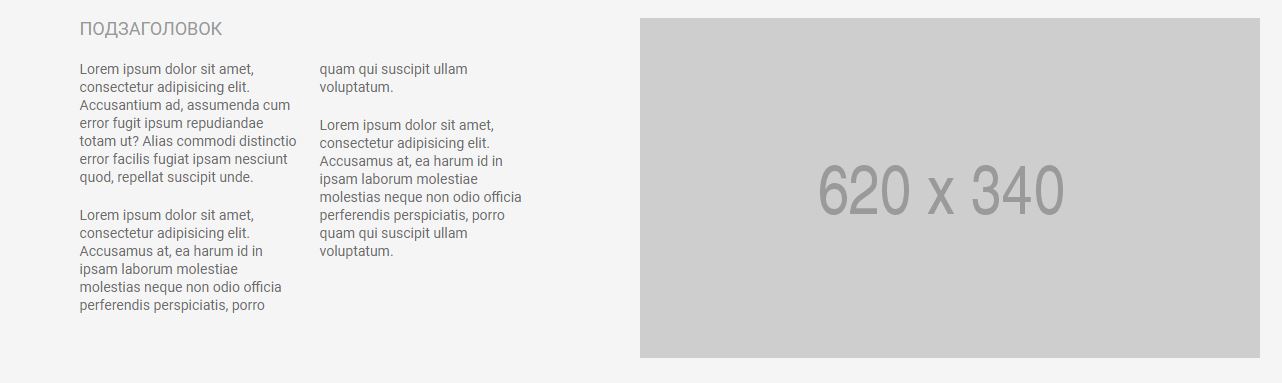 ПОДЗАГОЛОВОК
Lorem ipsum dolor sit amet,
consectetur adipisicing elit.
Accusantium ad, assumenda cum
error fugit ipsum repudiandae
totam ut? Alias commodi distinctio
error facilis fugiat ipsam nesciunt
quod, repellat suscipit unde.
Lorem ipsum dolor sit amet,
consectetur adipisicing elit.
Accusamus at, ea harum id in
ipsam laborum molestiae
molestias neque non odio officia
perferendis perspiciatis, porro
quam qui suscipit ullam
voluptatum.
Lorem ipsum dolor sit amet,
consectetur adipisicing elit.
Accusamus at, ea harum id in
ipsam laborum molestiae
molestias neque non odio officia
perferendis perspiciatis, porro
quam qui suscipit ullam
voluptatum.
620 x 340